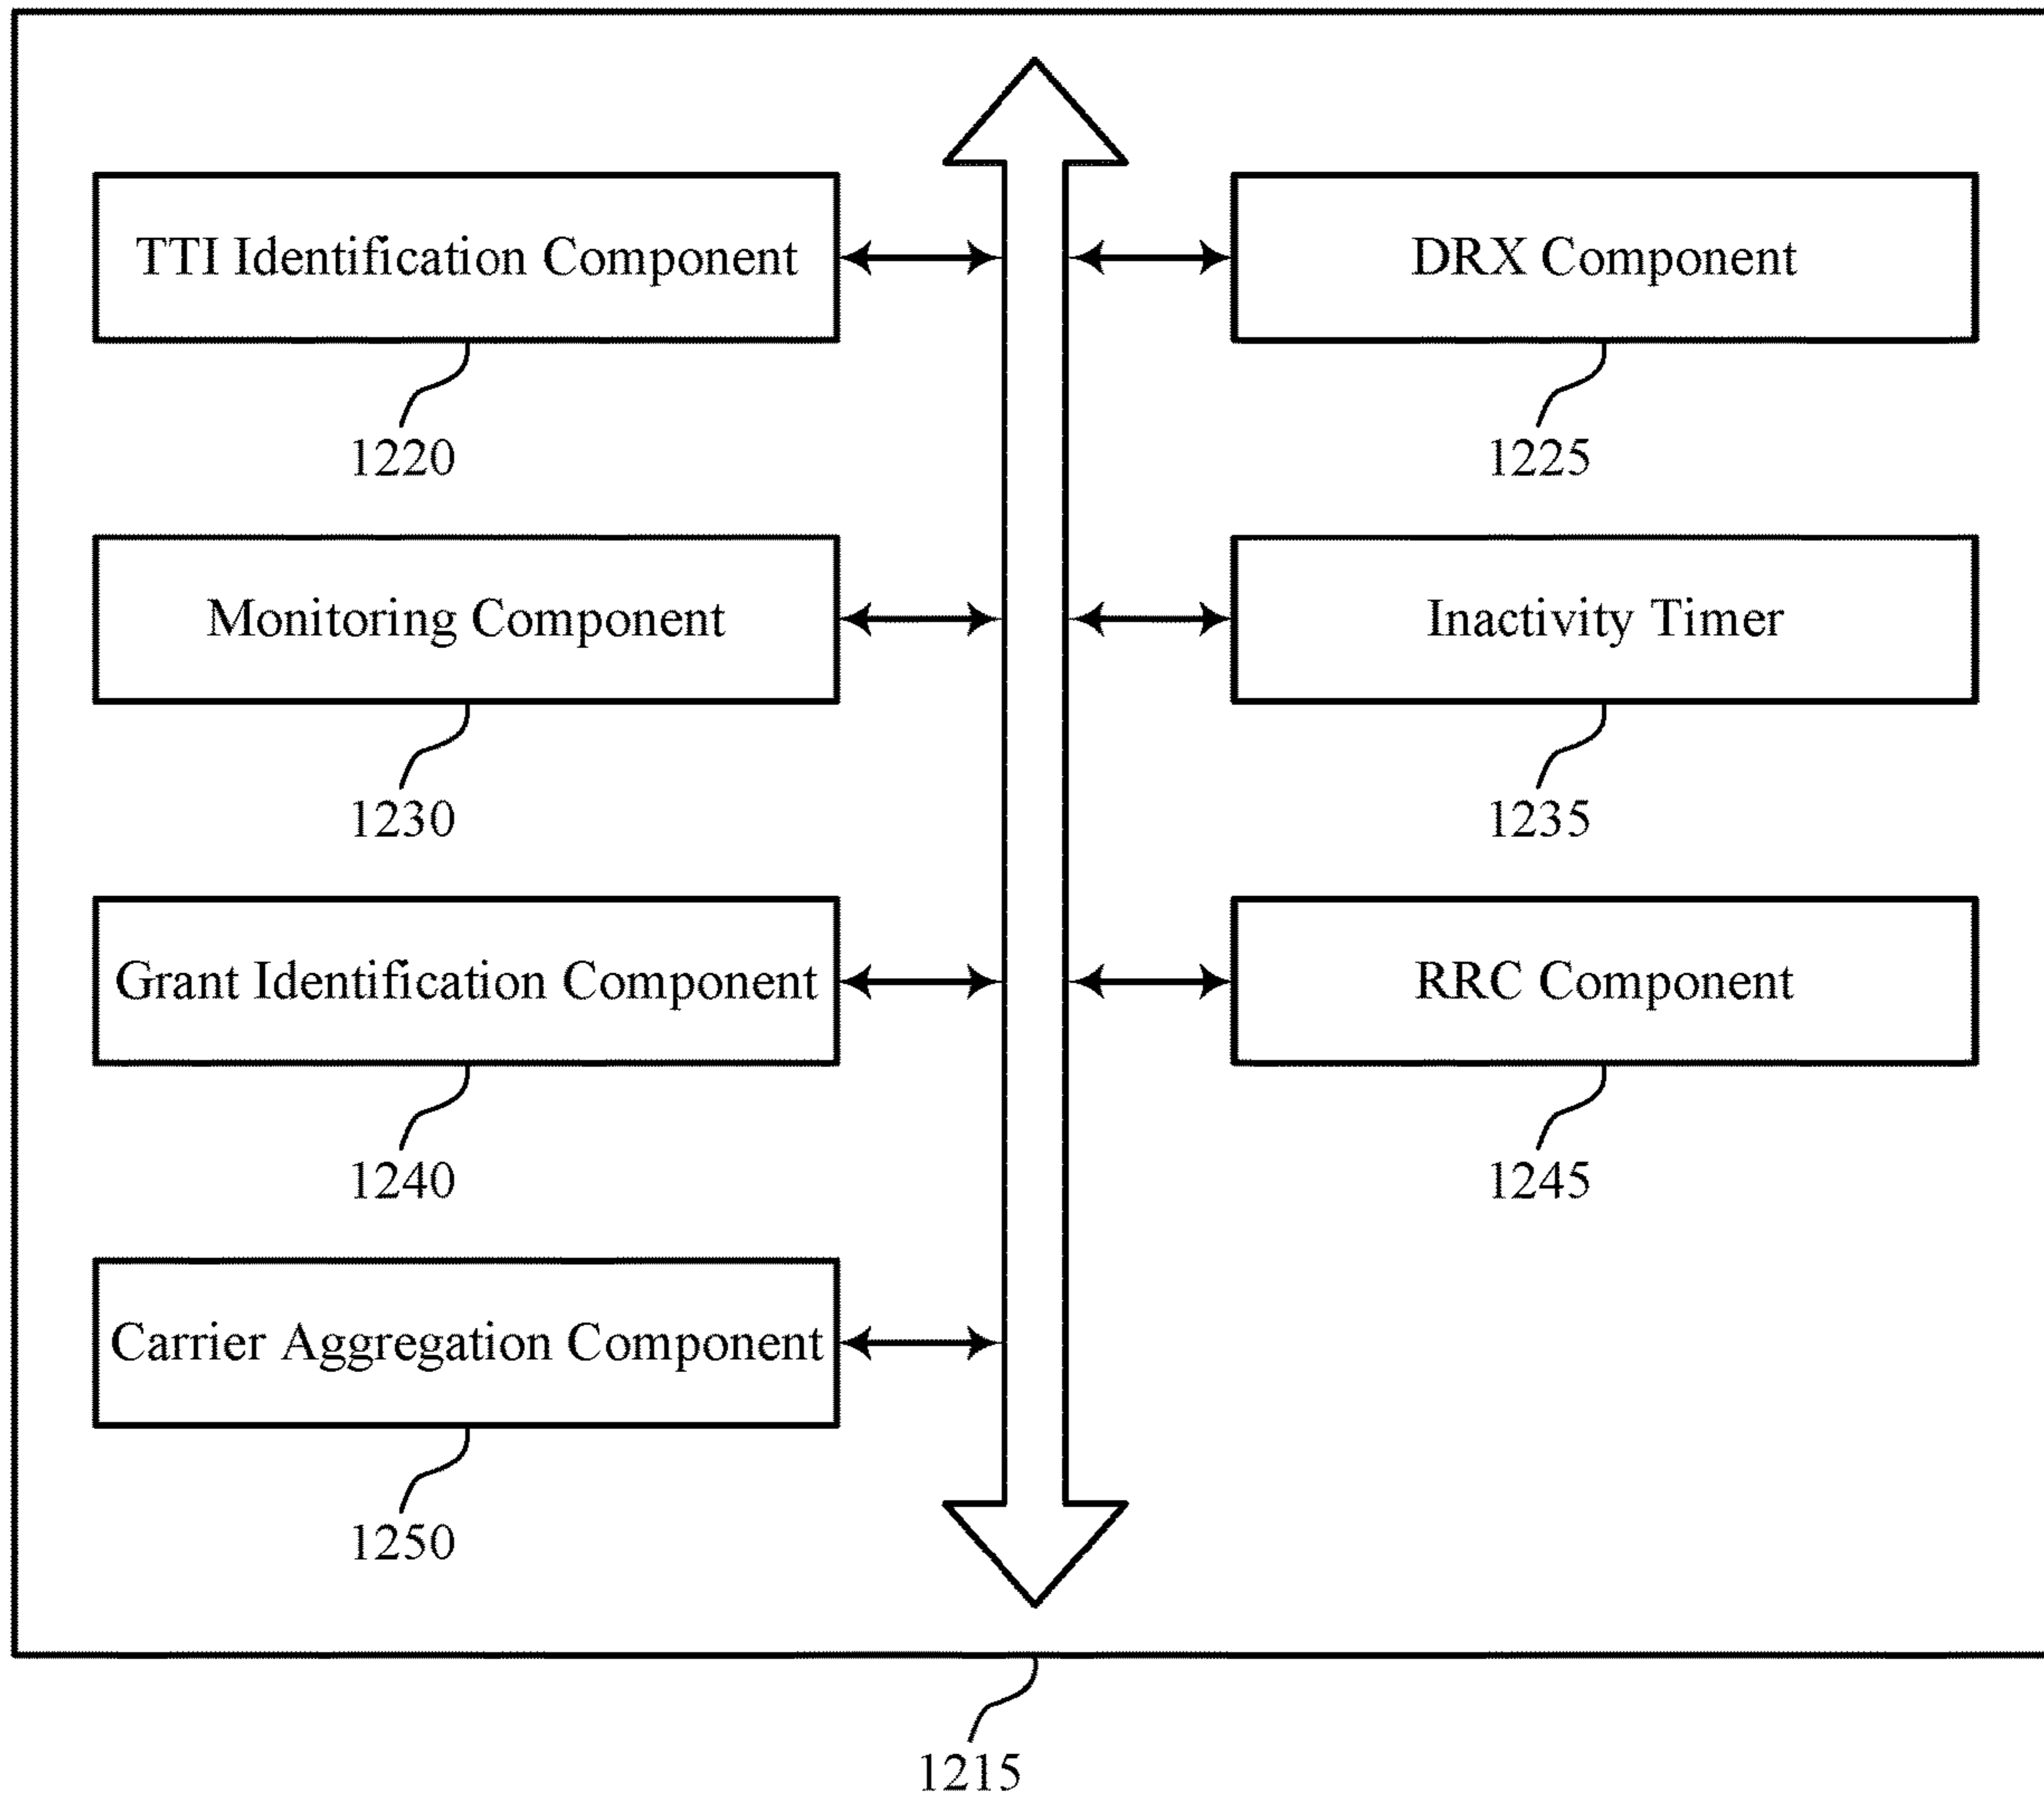 TTI Identification Component
DRX Component
1220
1225
Monitoring Component
Inactivity Timer
1230
1235
Grant Identification Component
RRC Component
1240
1245
Carrier Aggregation Component
1250
1215